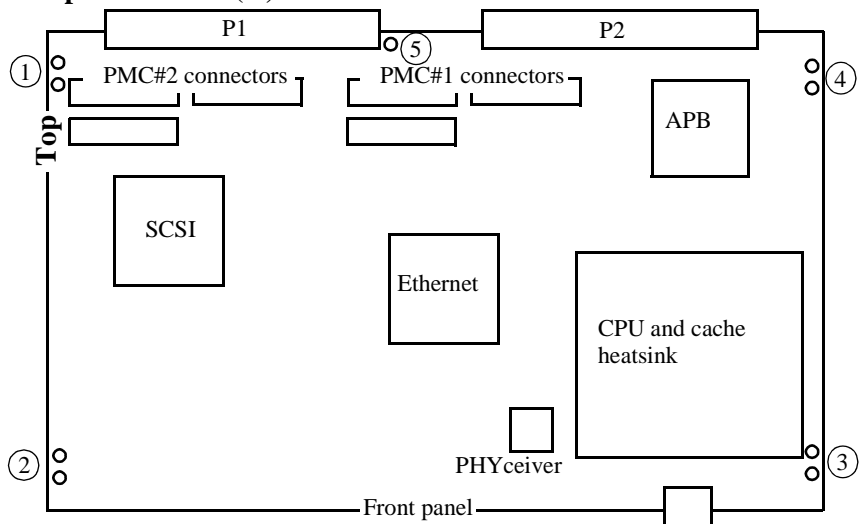 P1
P2
5
1
PMC#2 connectors
PMC#1 connectors
4
Top
APB
SCSI
Ethernet
CPU and cache
heatsink
2
PHYceiver
3
Front panel